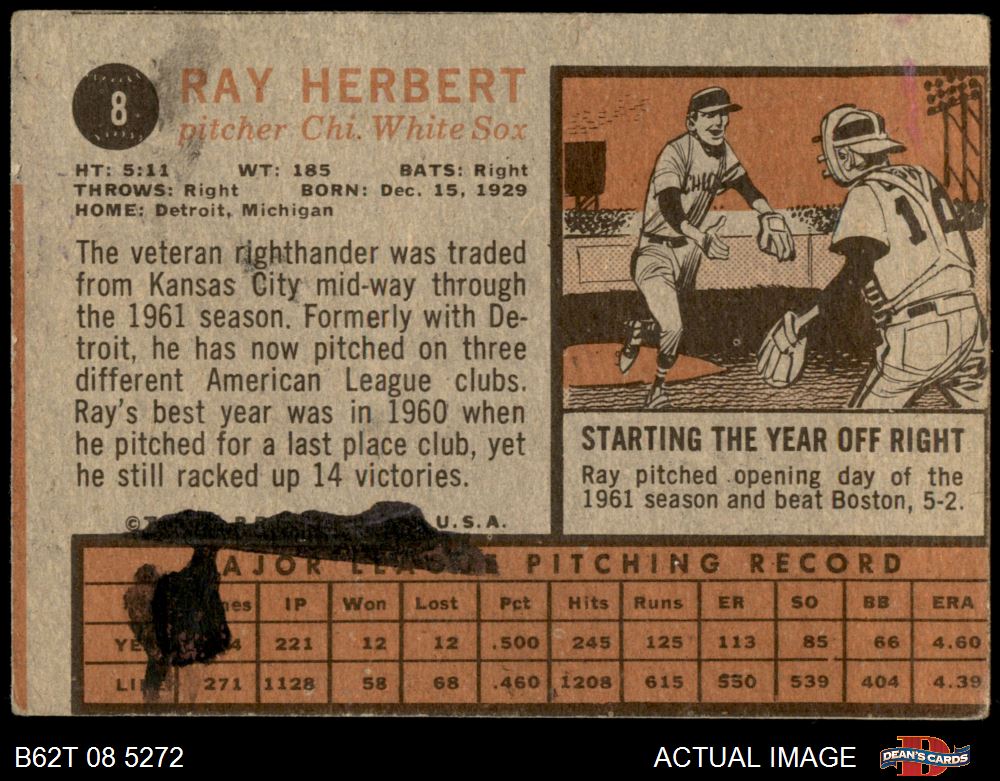 8
RAY HERBERT
pitcher Chi. White Sox
HT: 5:11 WT: 185 BATS: Right
THROWS: Right BORN: Dec. 15, 1929
HOME: Detroit, Michigan
The veteran righthander was traded
from Kansas City mid-way through
the 1961 season. Formerly with De-
troit, he has now pitched on three
different American League clubs.
Ray's best year was in 1960 when
he pitched for a last place club, yet
he still racked up 14 victories.
© U.S.A.
CHIC
1
STARTING THE YEAR OFF RIGHT
Ray pitched opening day of the
1961 season and beat Boston, 5-2.
MAJOR LEAGUE PITCHING RECORD
IP Won Lost Pct Hits Runs ER SO BB ERA
221 12 12 .500 245 125 113 85 66 4.60
271 1128 58 68 .460 1208 615 550 539 404 4.39
B62T 08 5272
ACTUAL IMAGE
DEAN'S CARDS